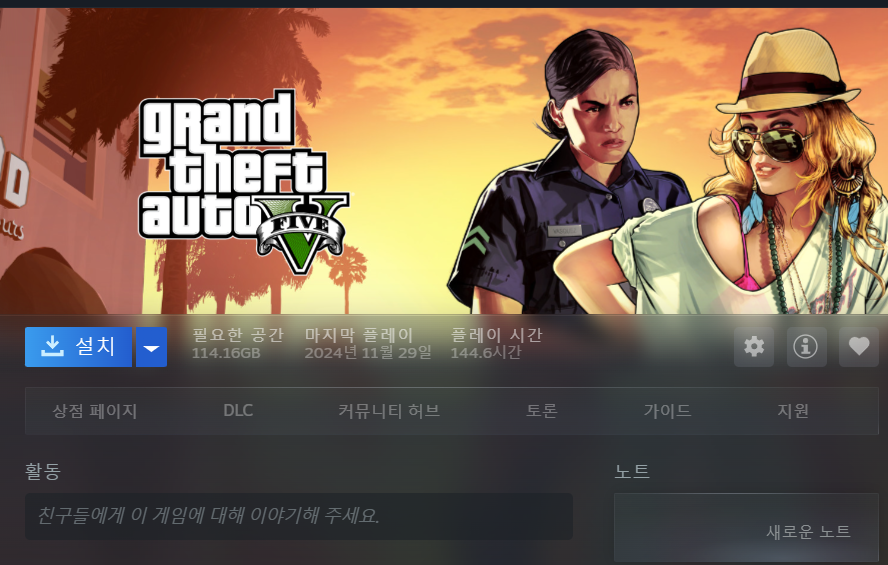 grand
theft
auto V
FIVE
설치
필요한 공간
114.16GB
마지막 플레이
2024년 11월 29일
플레이 시간
144.6시간
상점 페이지
DLC
커뮤니티 허브
토론
가이드
지원
활동
친구들에게 이 게임에 대해 이야기해 주세요.
노트
새로운 노트